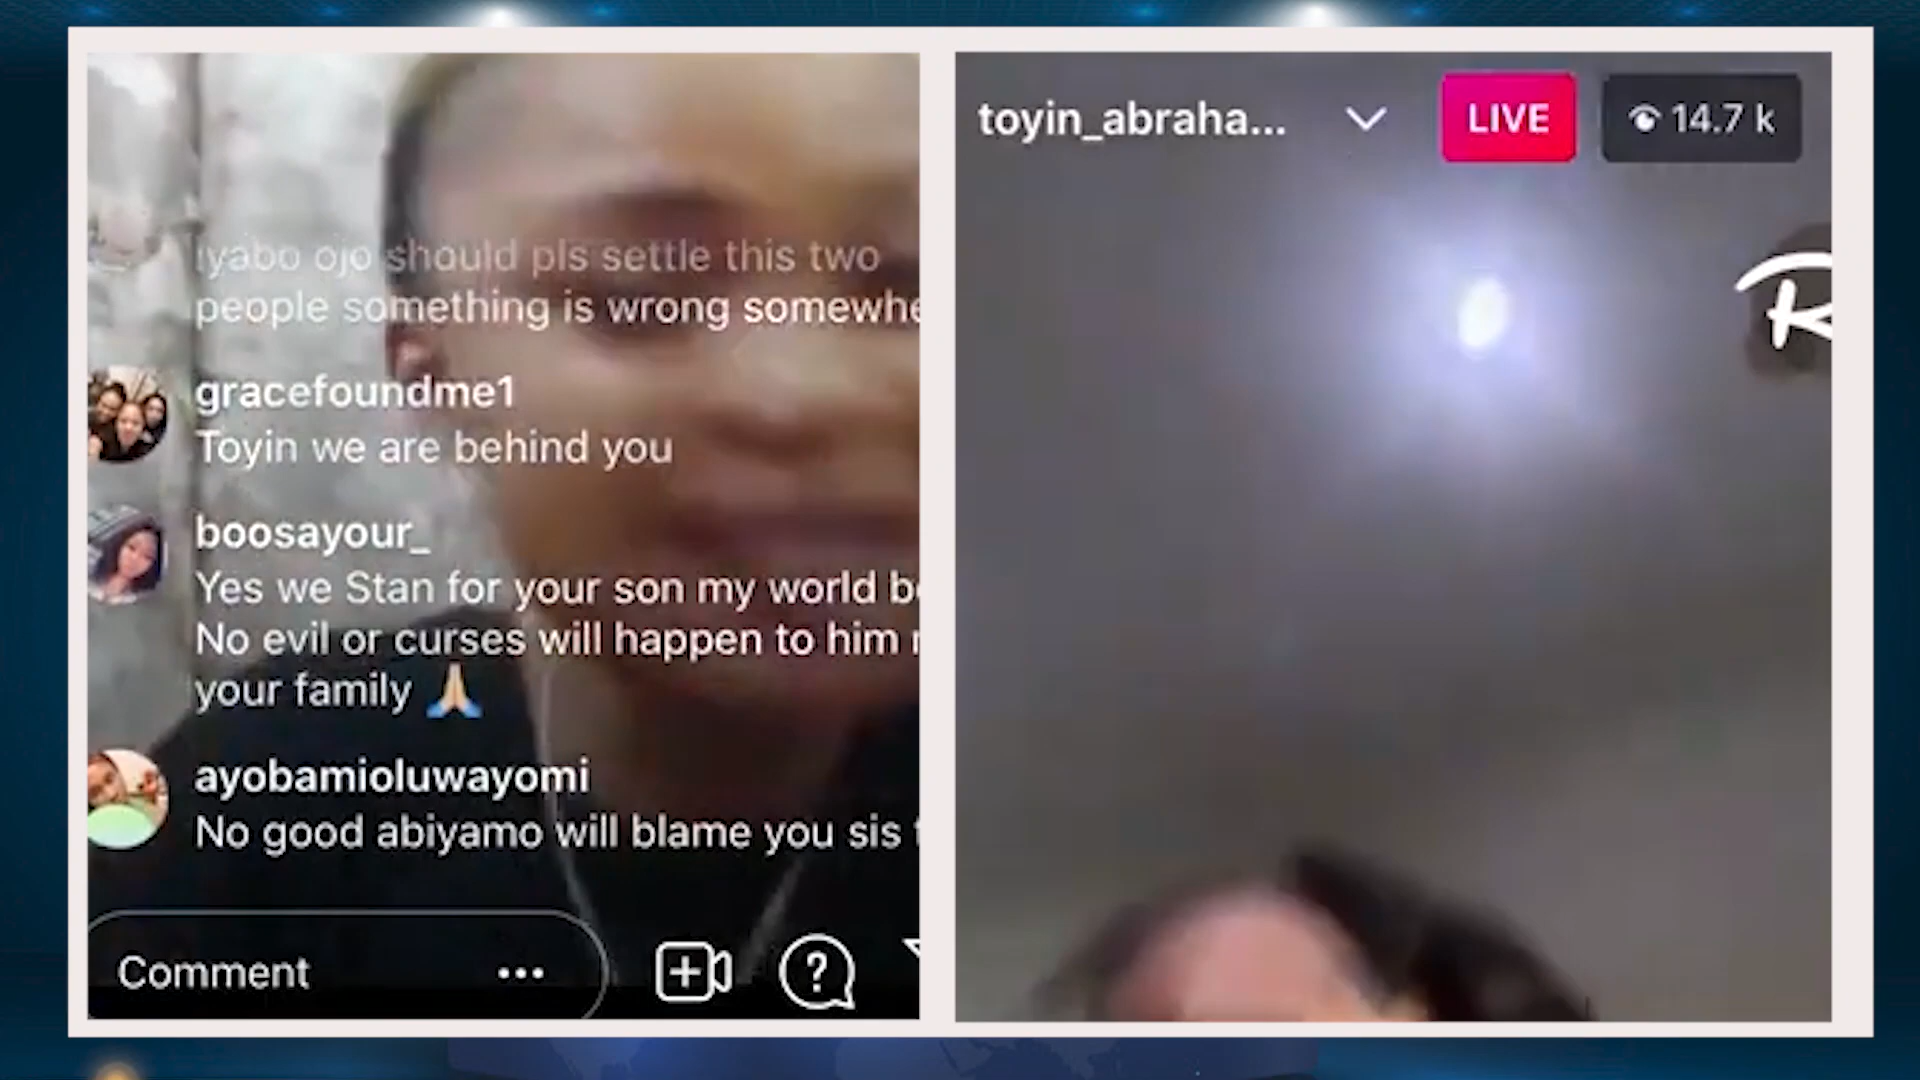 iyabo ojo should pls settle this two
people something is wrong somewhe
gracefoundme1
Toyin we are behind you
boosayour_
Yes we Stan for your son my world b
No evil or curses will happen to him
your family 🙏🏼
ayobamioluwayomi
No good abiyamo will blame you sis
Comment
toyin_abraha...
LIVE
14.7 k
R